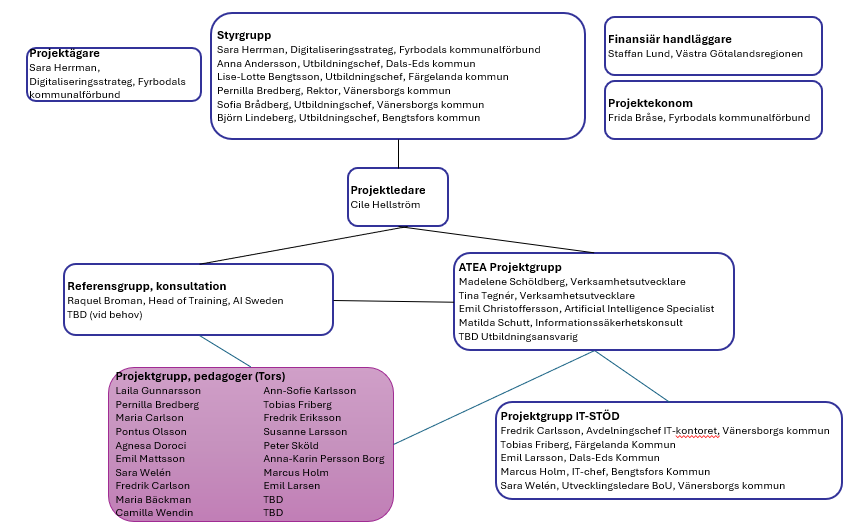 Projektägare
Sara Herrman,
Digitaliseringsstrateg, Fyrbodals
kommunalförbund
Styrgrupp
Sara Herrman, Digitaliseringsstrateg, Fyrbodals kommunalförbund
Anna Andersson, Utbildningschef, Dals-Eds kommun
Lise-Lotte Bengtsson, Utbildningschef, Färgelanda kommun
Pernilla Bredberg, Rektor, Vänersborgs kommun
Sofia Brådberg, Utbildningschef, Vänersborgs kommun
Björn Lindeberg, Utbildningschef, Bengtsfors kommun
Finansiär handläggare
Staffan Lund, Västra Götalandsregionen
Projektekonom
Frida Bråse, Fyrbodals kommunalförbund
Projektledare
Cile Hellström
Referensgrupp, konsultation
Raquel Broman, Head of Training, AI Sweden
TBD (vid behov)
ATEA Projektgrupp
Madelene Schöldberg, Verksamhetsutvecklare
Tina Tegnér, Verksamhetsutvecklare
Emil Christoffersson, Artificial Intelligence Specialist
Matilda Schutt, Informationssäkerhetskonsult
TBD Utbildningsansvarig
Projektgrupp, pedagoger (Tors)
Laila Gunnarsson
Pernilla Bredberg
Maria Carlson
Pontus Olsson
Agnesa Doroci
Emil Mattsson
Sara Welén
Fredrik Carlson
Maria Bäckman
Camilla Wendin
Ann-Sofie Karlsson
Tobias Friberg
Fredrik Eriksson
Susanne Larsson
Peter Sköld
Anna-Karin Persson Borg
Marcus Holm
Emil Larsen
TBD
TBD
Projektgrupp IT-STÖD
Fredrik Carlson, Avdelningschef IT-kontoret, Vänersborgs kommun
Tobias Friberg, Färgelanda Kommun
Emil Larsson, Dals-Eds Kommun
Marcus Holm, IT-chef, Bengtsfors Kommun
Sara Welén, Utvecklingsledare BoU, Vänersborgs kommun